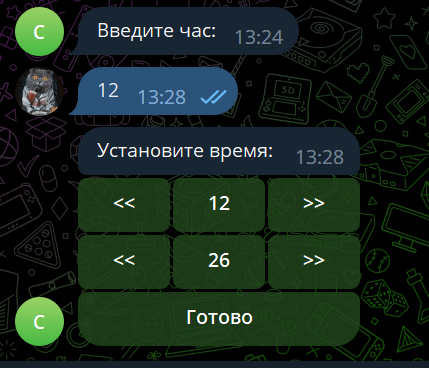 С
Введите час: 13:24
12 13:28
Установите время: 13:28
<< 12 >>
<< 26 >>
С
Готово